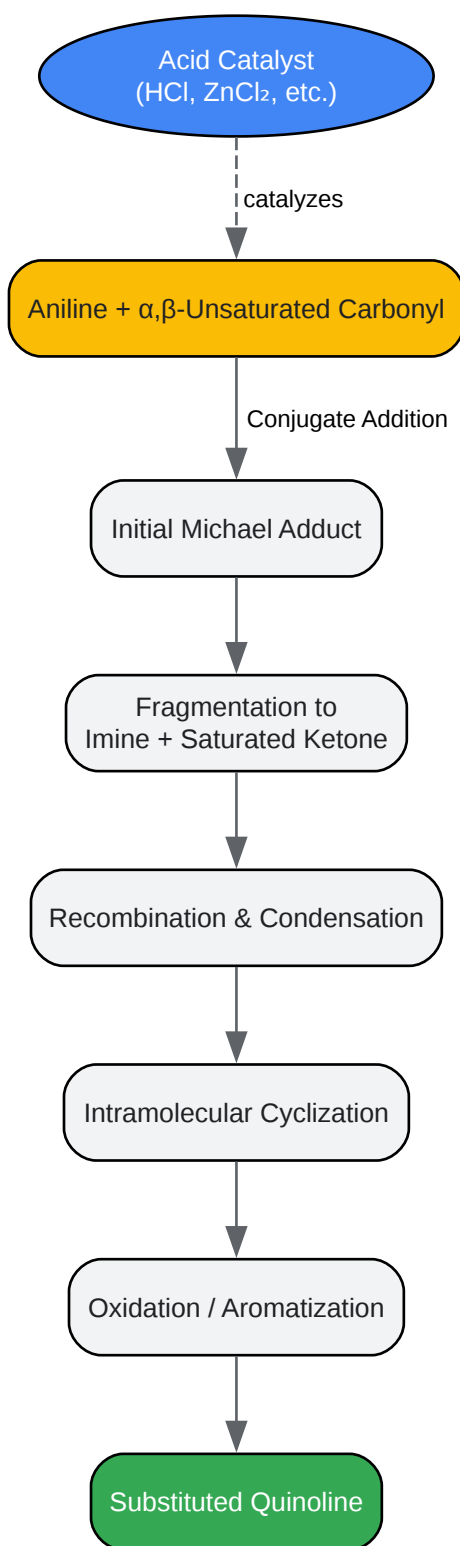 Acid Catalyst
(HCl, ZnCl₂, etc.)
catalyzes
Aniline + α,β-Unsaturated Carbonyl
Conjugate Addition
Initial Michael Adduct
Fragmentation to
Imine + Saturated Ketone
Recombination & Condensation
Intramolecular Cyclization
Oxidation / Aromatization
Substituted Quinoline